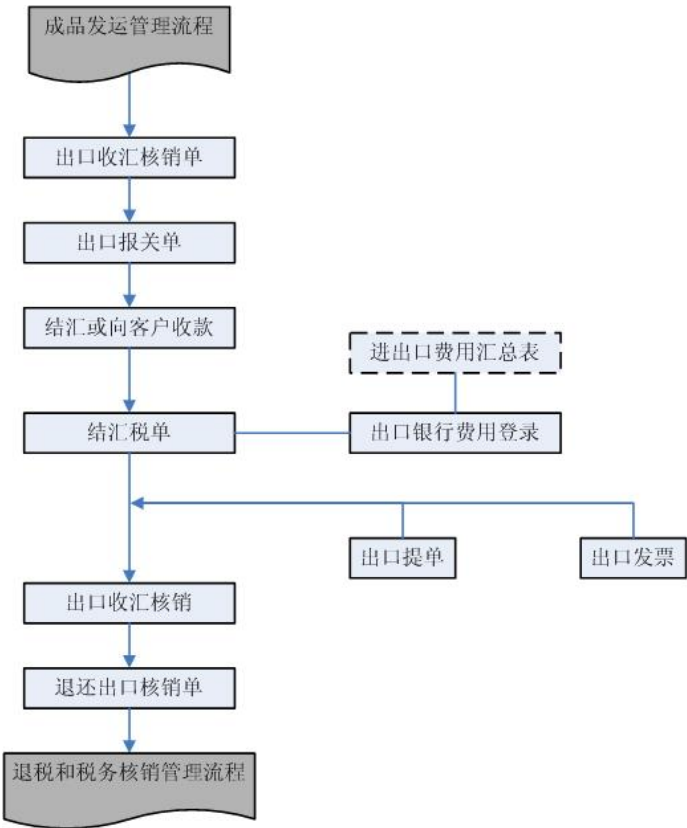 成品发运管理流程
出口收汇核销单
出口报关单
结汇或向客户收款
进出口费用汇总表
结汇税单
出口银行费用登录
出口提单
出口发票
出口收汇核销
退还出口核销单
退税和税务核销管理流程